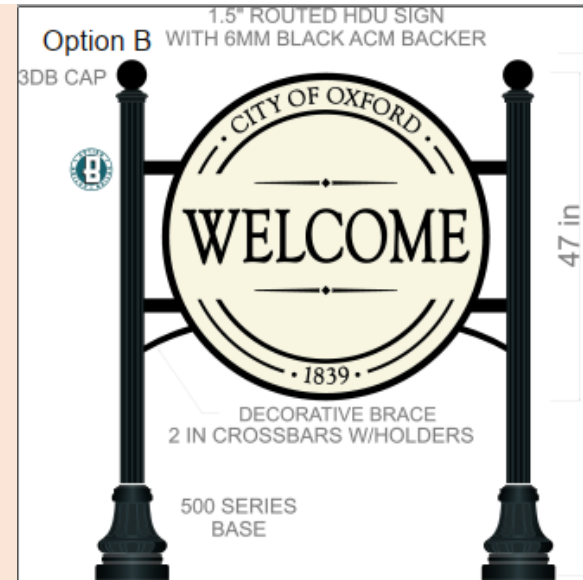 1.5" ROUTED HDU SIGN
Option B WITH 6MM BLACK ACM BACKER
3DB CAP
· CITY OF OXFORD ·
WELCOME
47 in
· 1839 ·
DECORATIVE BRACE
2 IN CROSSBARS W/HOLDERS
500 SERIES
BASE